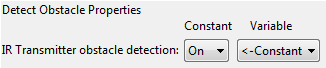 Detect Obstacle Properties
Constant Variable
IR Transmitter obstacle detection: On <-Constant